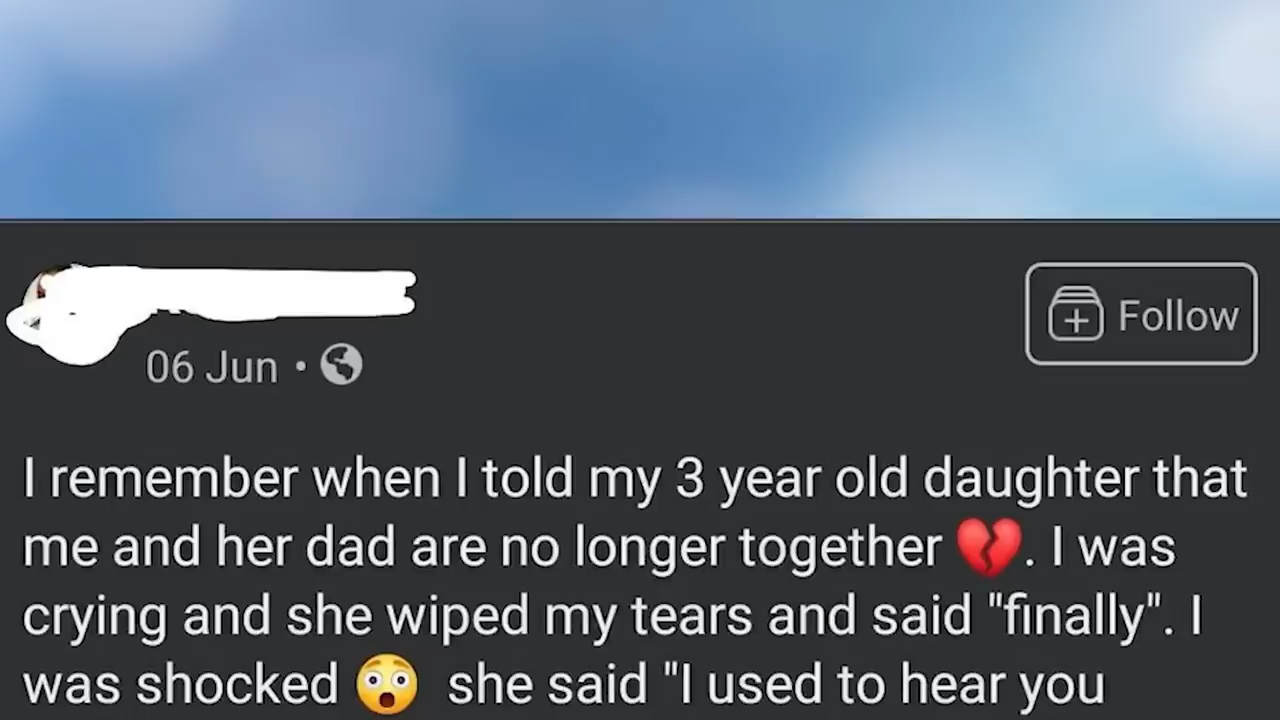 06 Jun •
Follow
I remember when I told my 3 year old daughter that
me and her dad are no longer together 💔. I was
crying and she wiped my tears and said "finally". I
was shocked 😳 she said "I used to hear you